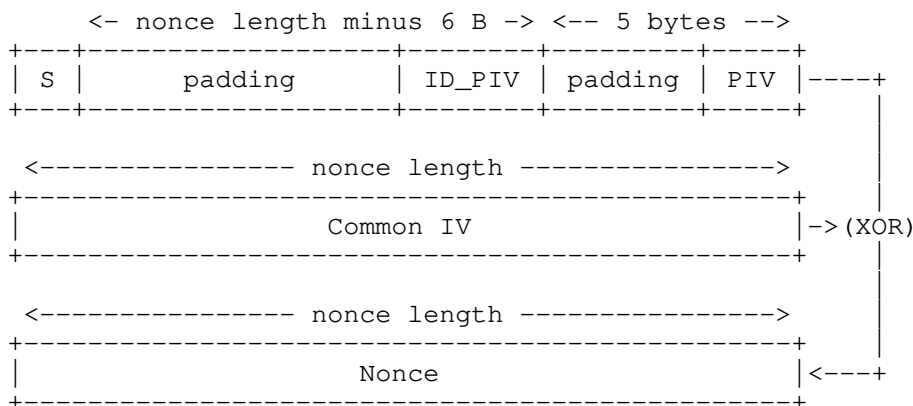 <- nonce length minus 6 B -> <-- 5 bytes -->
+---+-------------------+--------+---------+-----+
| S |      padding      | ID_PIV | padding | PIV |----+
+---+-------------------+--------+---------+-----+    |
                                                      |
<---------------- nonce length ---------------->      |
+------------------------------------------------+    |
|                   Common IV                    |->(XOR)
+------------------------------------------------+    |
                                                      |
<---------------- nonce length ---------------->      |
+------------------------------------------------+    |
|                     Nonce                      |<---+
+------------------------------------------------+